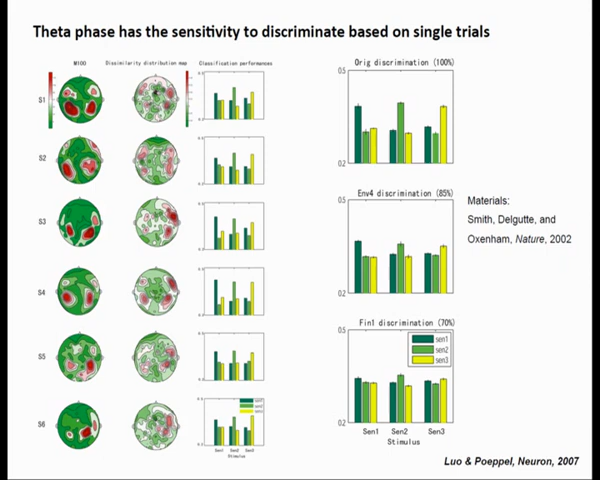 Theta phase has the sensitivity to discriminate based on single trials
M100
Dissimilarity distribution map
Classification performances
S1
S2
S3
S4
S5
S6
Sen1 Sen2 Sen3
Stimulus
Orig discrimination (100%)
0.5
0.2
Env4 discrimination (85%)
0.5
0.2
Fin1 discrimination (70%)
0.5
0.2
sen1
sen2
sen3
Sen1 Sen2 Sen3
Stimulus
Materials:
Smith, Delgutte, and
Oxenham, Nature, 2002
Luo & Poeppel, Neuron, 2007